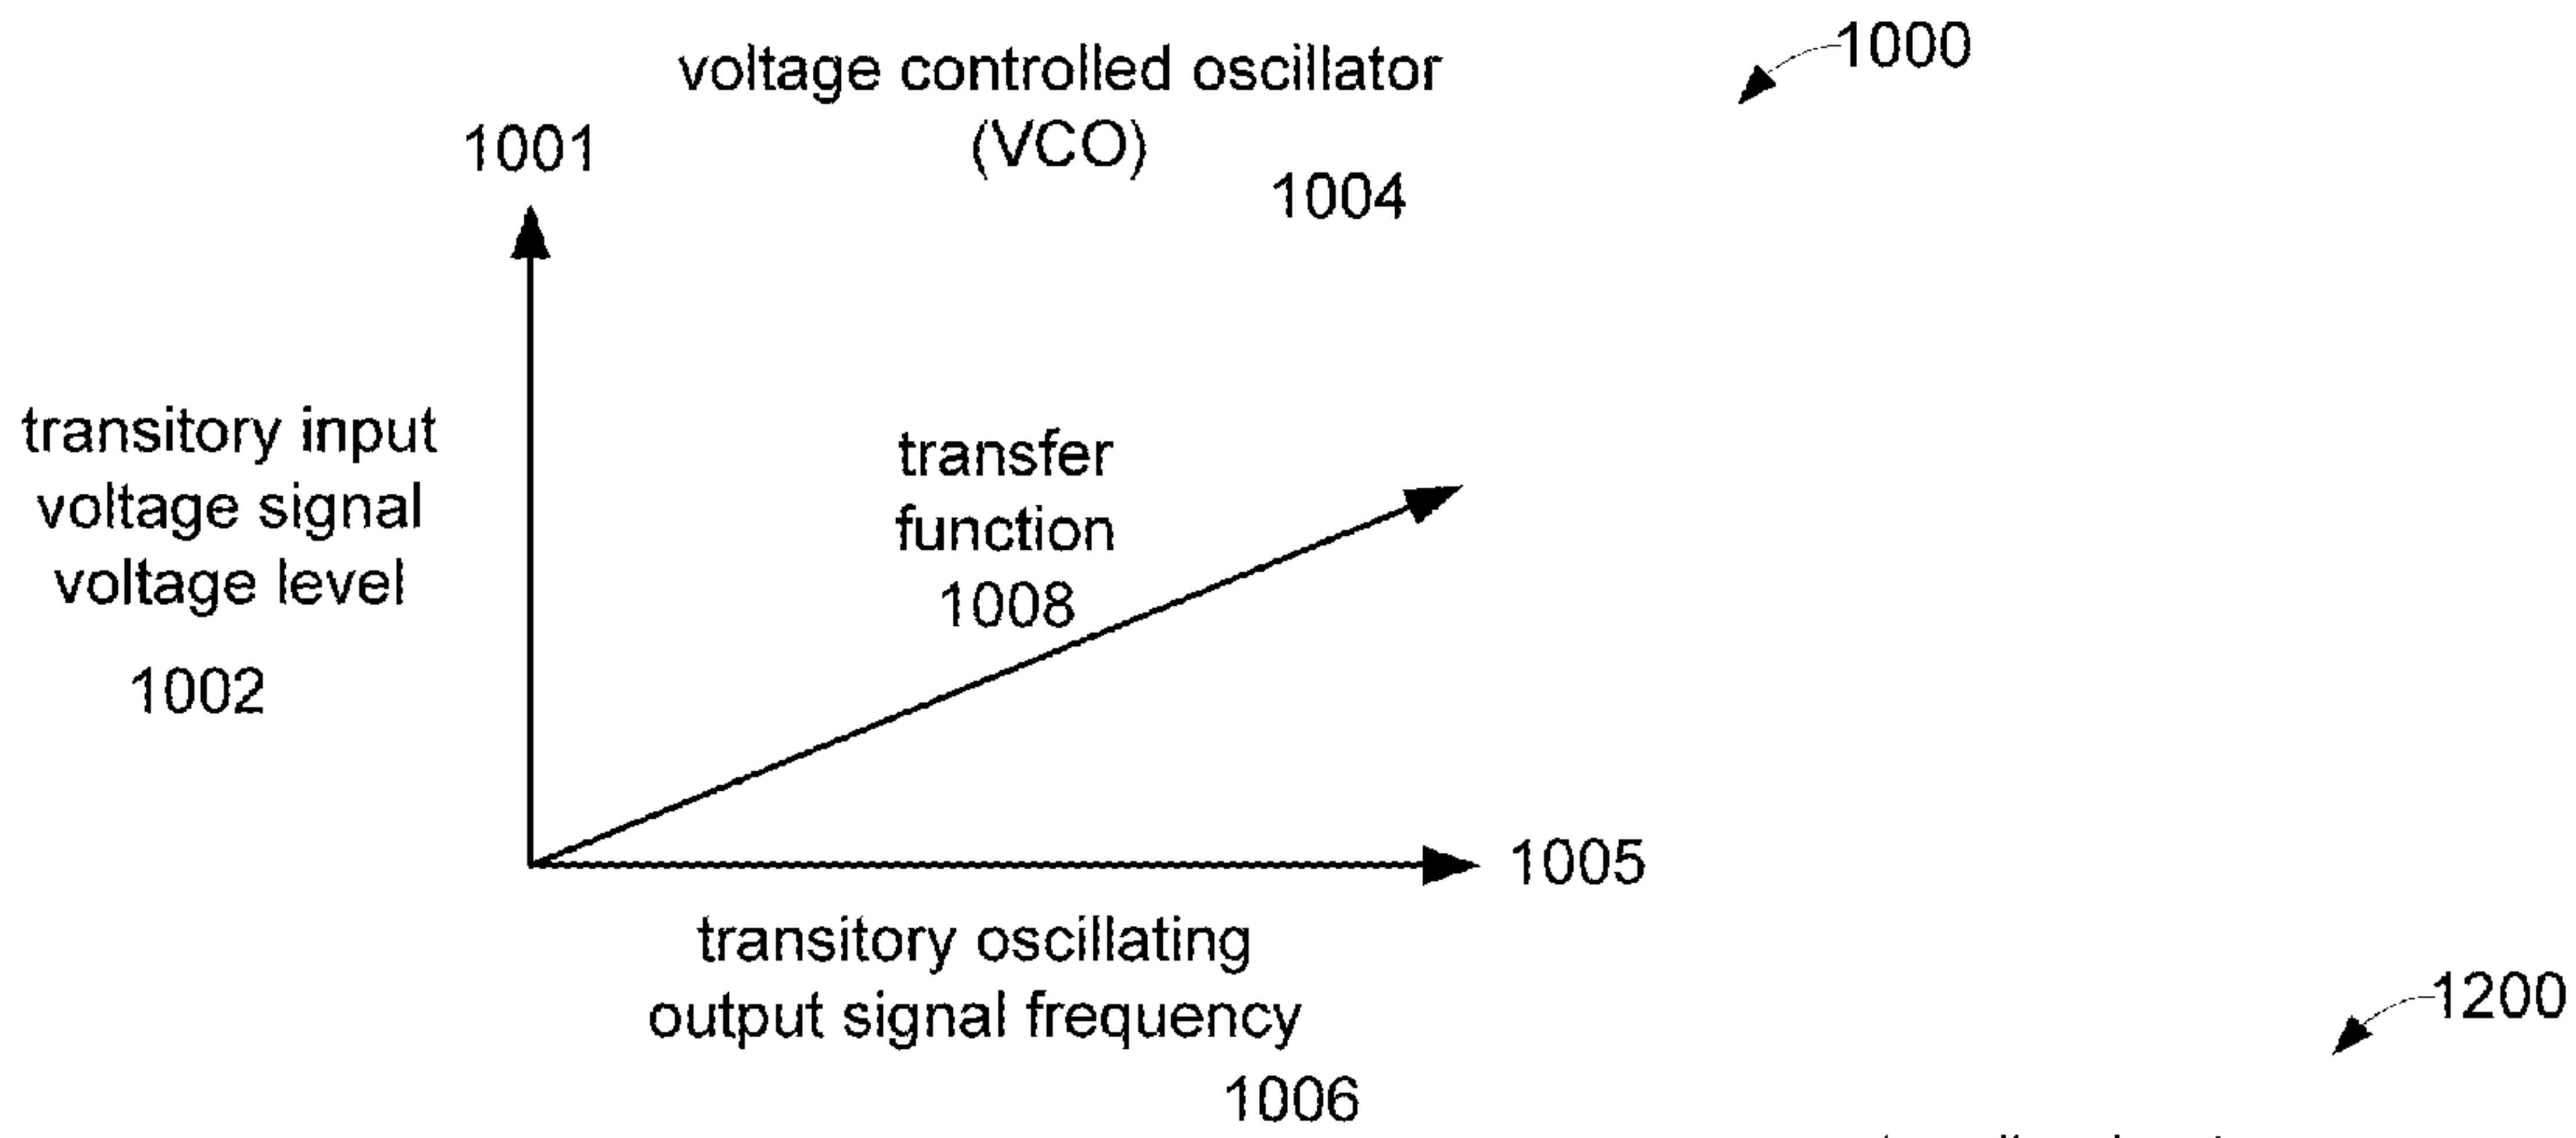 1000
voltage controlled oscillator
(VCO)
1001
1004
transitory input
voltage signal
voltage level
1002
transfer
function
1008
1005
transitory oscillating
output signal frequency
1006
1200